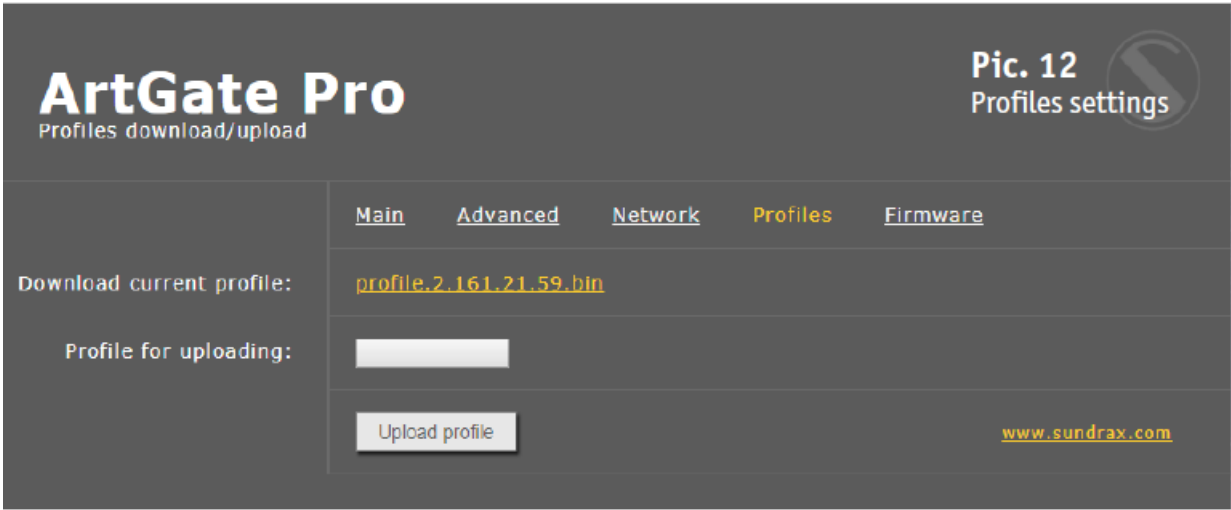 ArtGate Pro
Profiles download/upload
Pic. 12
Profiles settings
Main Advanced Network Profiles Firmware
Download current profile: profile.2.161.21.59.bin
Profile for uploading:
Upload profile
www.sundrax.com